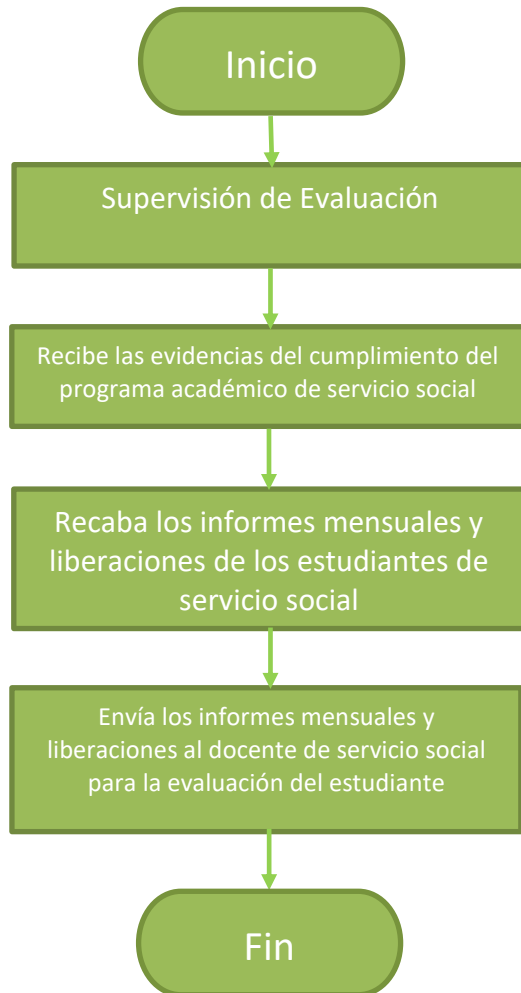 Inicio
Supervisión de Evaluación
Recibe las evidencias del cumplimiento del
programa académico de servicio social
Recaba los informes mensuales y
liberaciones de los estudiantes de
servicio social
Envía los informes mensuales y
liberaciones al docente de servicio social
para la evaluación del estudiante
Fin